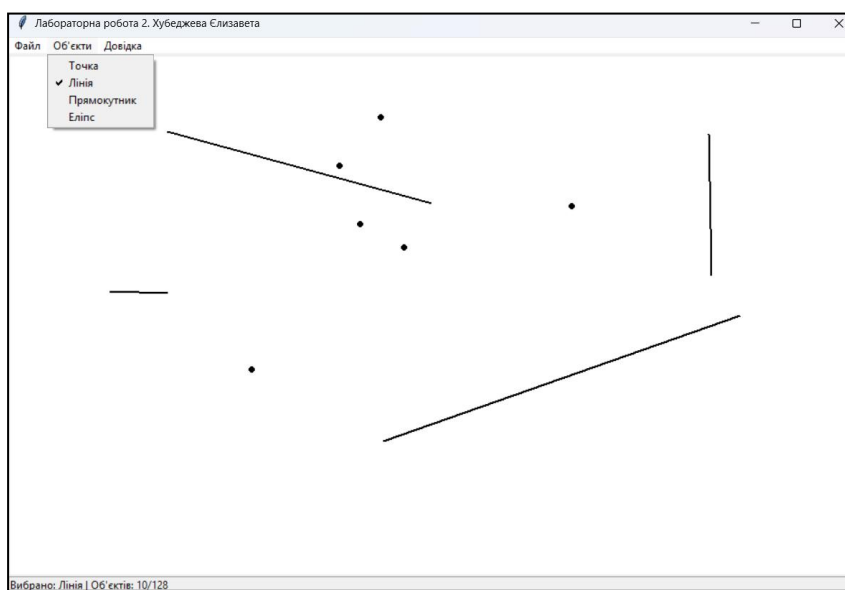 Лабораторна робота 2. Хубеджева Єлизавета
Файл Об'єкти Довідка
Точка
✔ Лінія
Прямокутник
Еліпс
Вибрано: Лінія | Об'єктів: 10/128